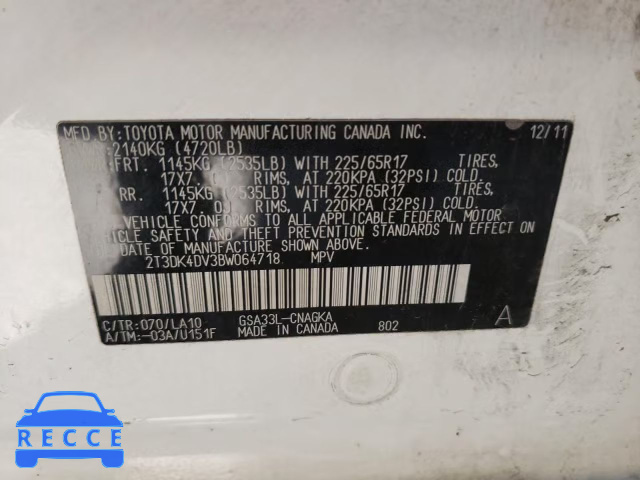 MFD. BY: TOYOTA MOTOR MANUFACTURING CANADA INC. 12/11
2140KG (4720LB)
FRT. 1145KG (2535LB) WITH 225/65R17 TIRES,
17X7 RIMS, AT 220KPA (32PSI) COLD.
RR. 1145KG (2535LB) WITH 225/65R17 TIRES,
17X7 RIMS, AT 220KPA (32PSI) COLD.
VEHICLE CONFORMS TO ALL APPLICABLE FEDERAL MOTOR
VEHICLE SAFETY AND THEFT PREVENTION STANDARDS IN EFFECT
DATE OF MANUFACTURE SHOWN ABOVE.
2T3DK4DV3BW064718 MPV
C/TR:070/LA10 GSA33L-CNAGKA
A/TM:-03A/U151F MADE IN CANADA 802 A
RECCE